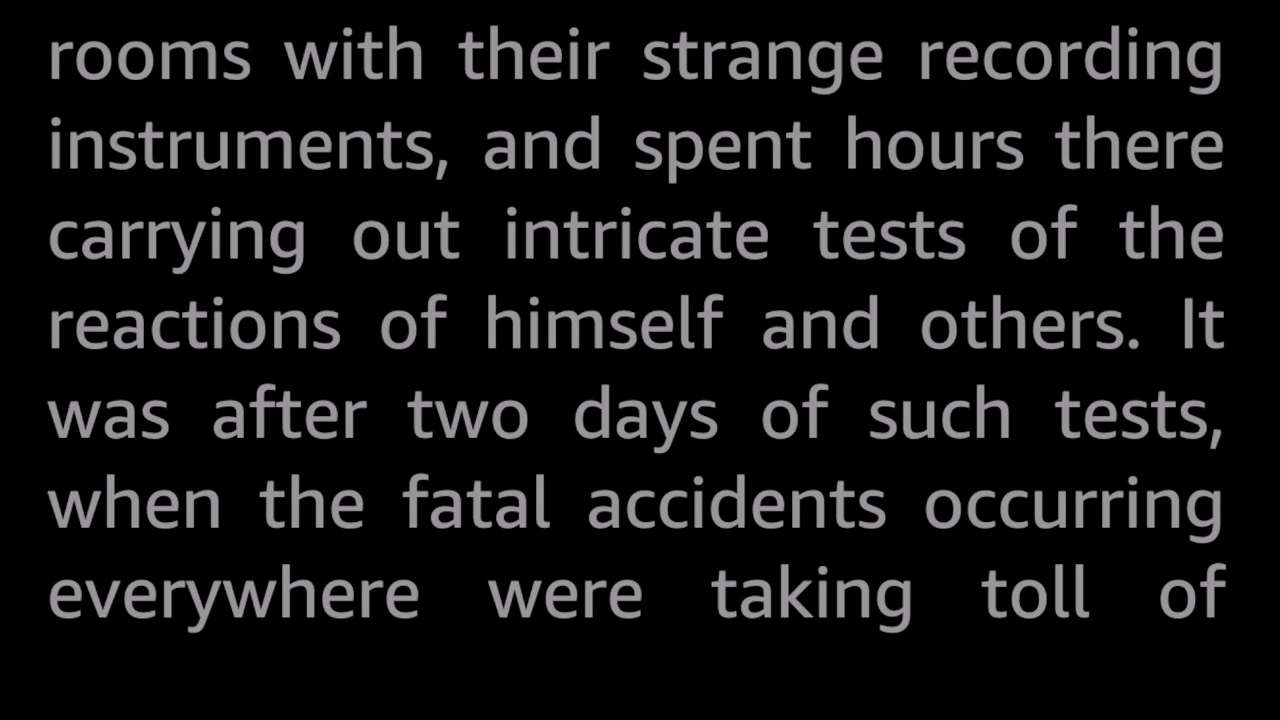 rooms with their strange recording
instruments, and spent hours there
carrying out intricate tests of the
reactions of himself and others. It
was after two days of such tests,
when the fatal accidents occurring
everywhere were taking toll of